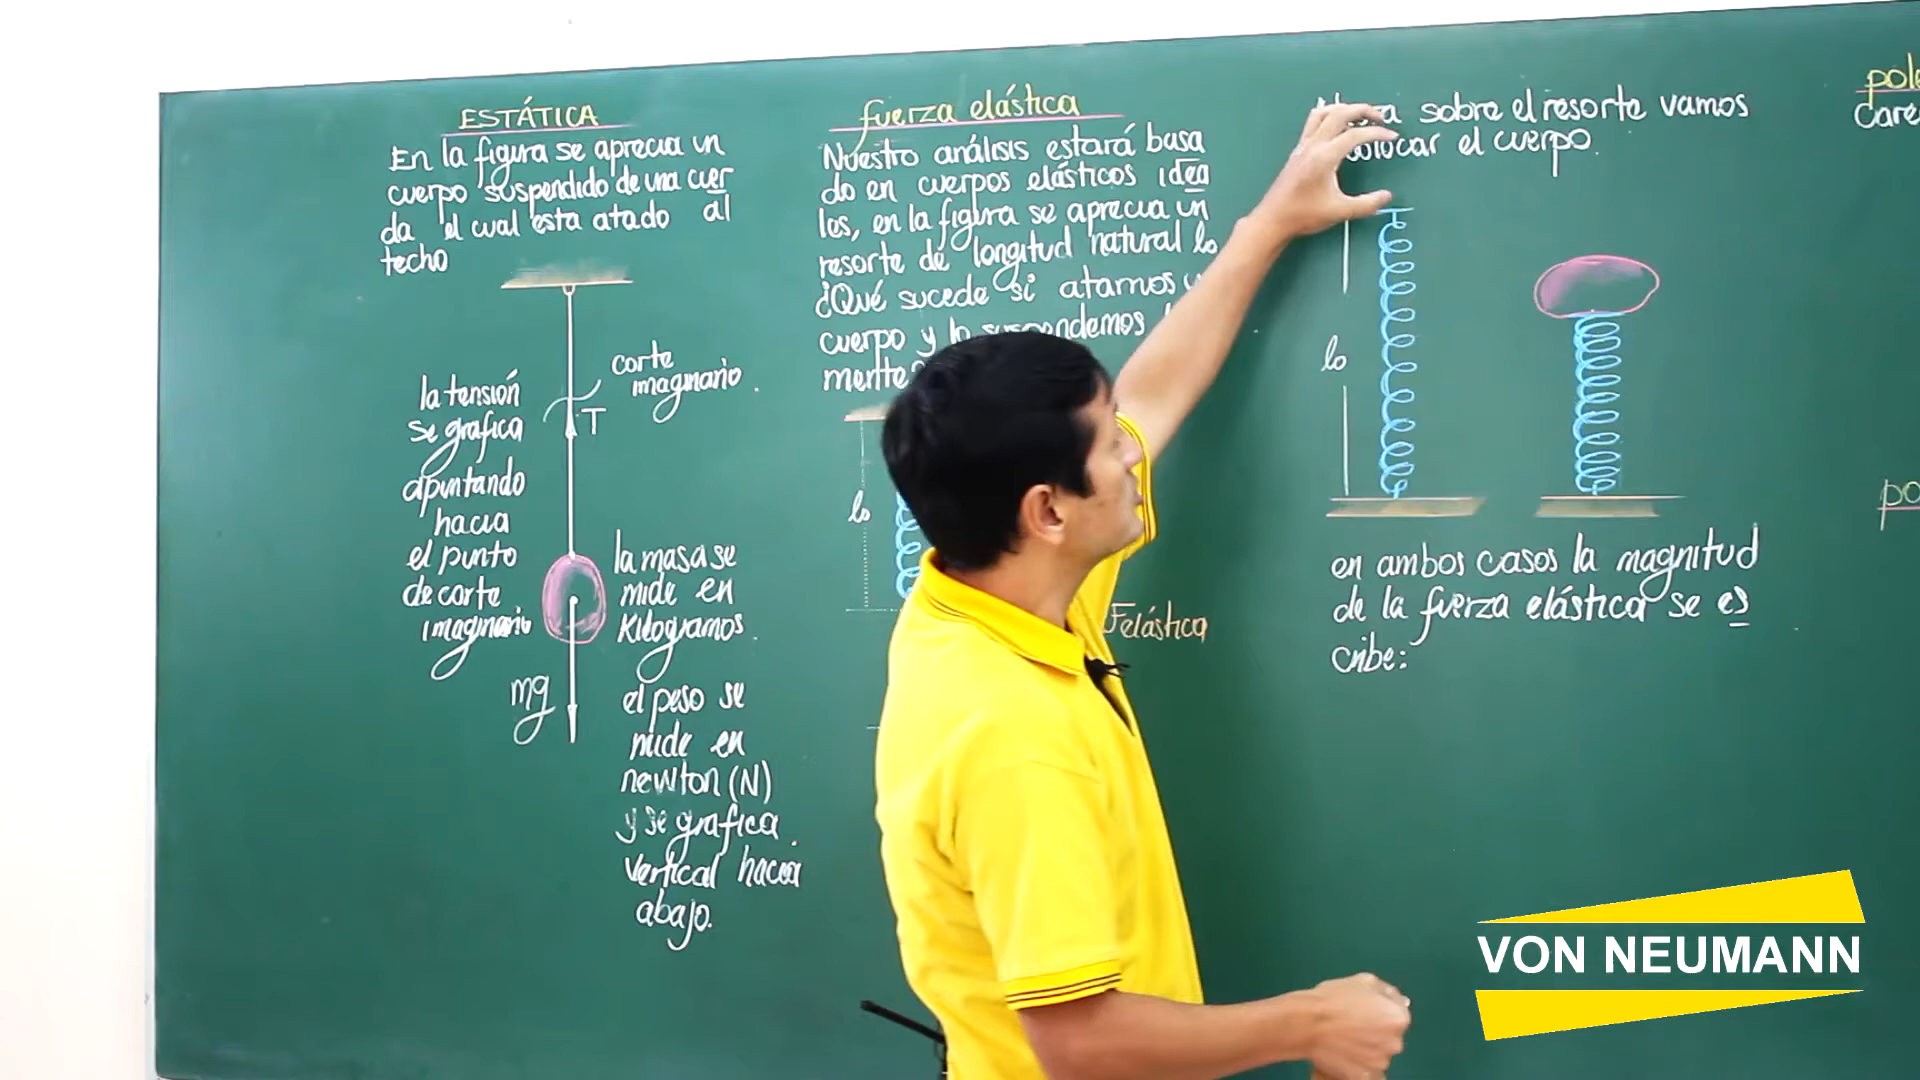 ESTÁTICA
En la figura se aprecia un
cuerpo suspendido de una cuer
da el cual esta atado al
techo
corte
imaginario.
T
la tensión
se grafica
apuntando
hacia
el punto
de corte
imaginario
mg
la masa se
mide en
Kilogramos.
el peso se
mide en
newton (N)
y se grafica
vertical hacia
abajo.
fuerza elástica
Nuestro análisis estará basa
do en cuerpos elásticos idea
les, en la figura se aprecia un
resorte de longitud natural lo
¿Qué sucede si atamos
cuerpo y lo suspendemos
mente?
lo
Felástica
sobre el resorte vamos
colocar el cuerpo.
lo
en ambos casos la magnitud
de la fuerza elástica se es
cribe:
VON NEUMANN